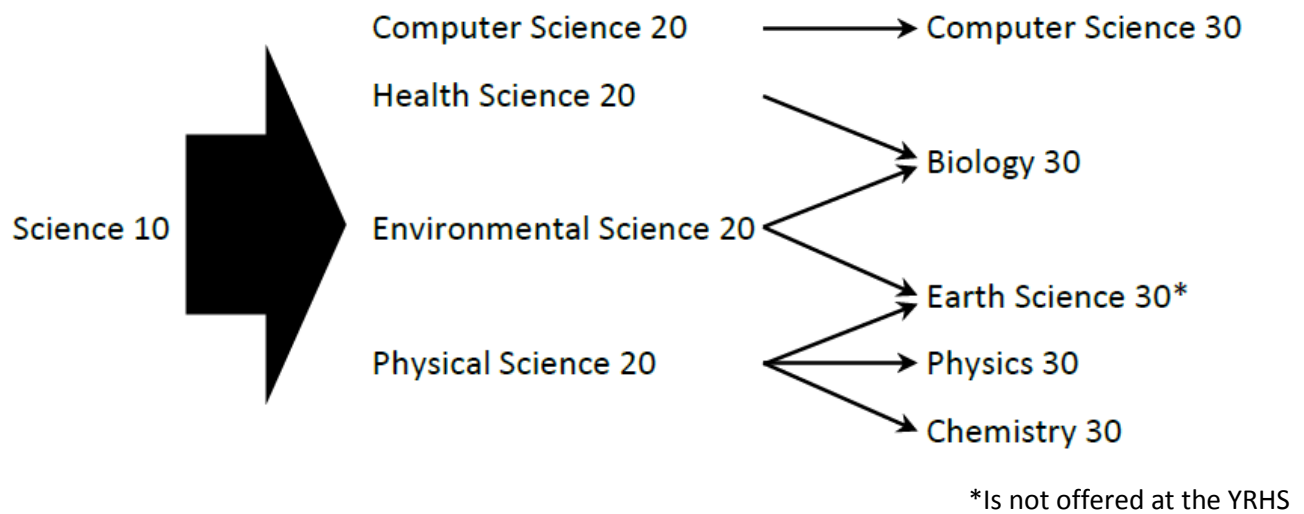 Computer Science 20
Computer Science 30
Health Science 20
Biology 30
Science 10
Environmental Science 20
Earth Science 30*
Physical Science 20
Physics 30
Chemistry 30
*Is not offered at the YRHS